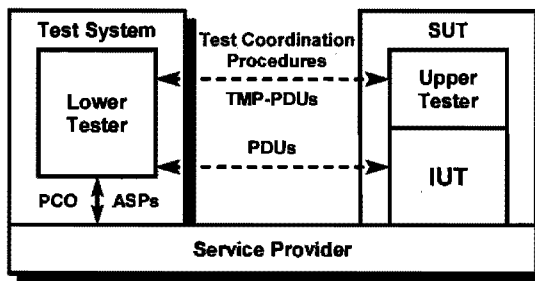 Test System
Test Coordination
Procedures
SUT
Lower
Tester
TMP-PDUs
Upper
Tester
PDUs
IUT
PCO
ASPs
Service Provider